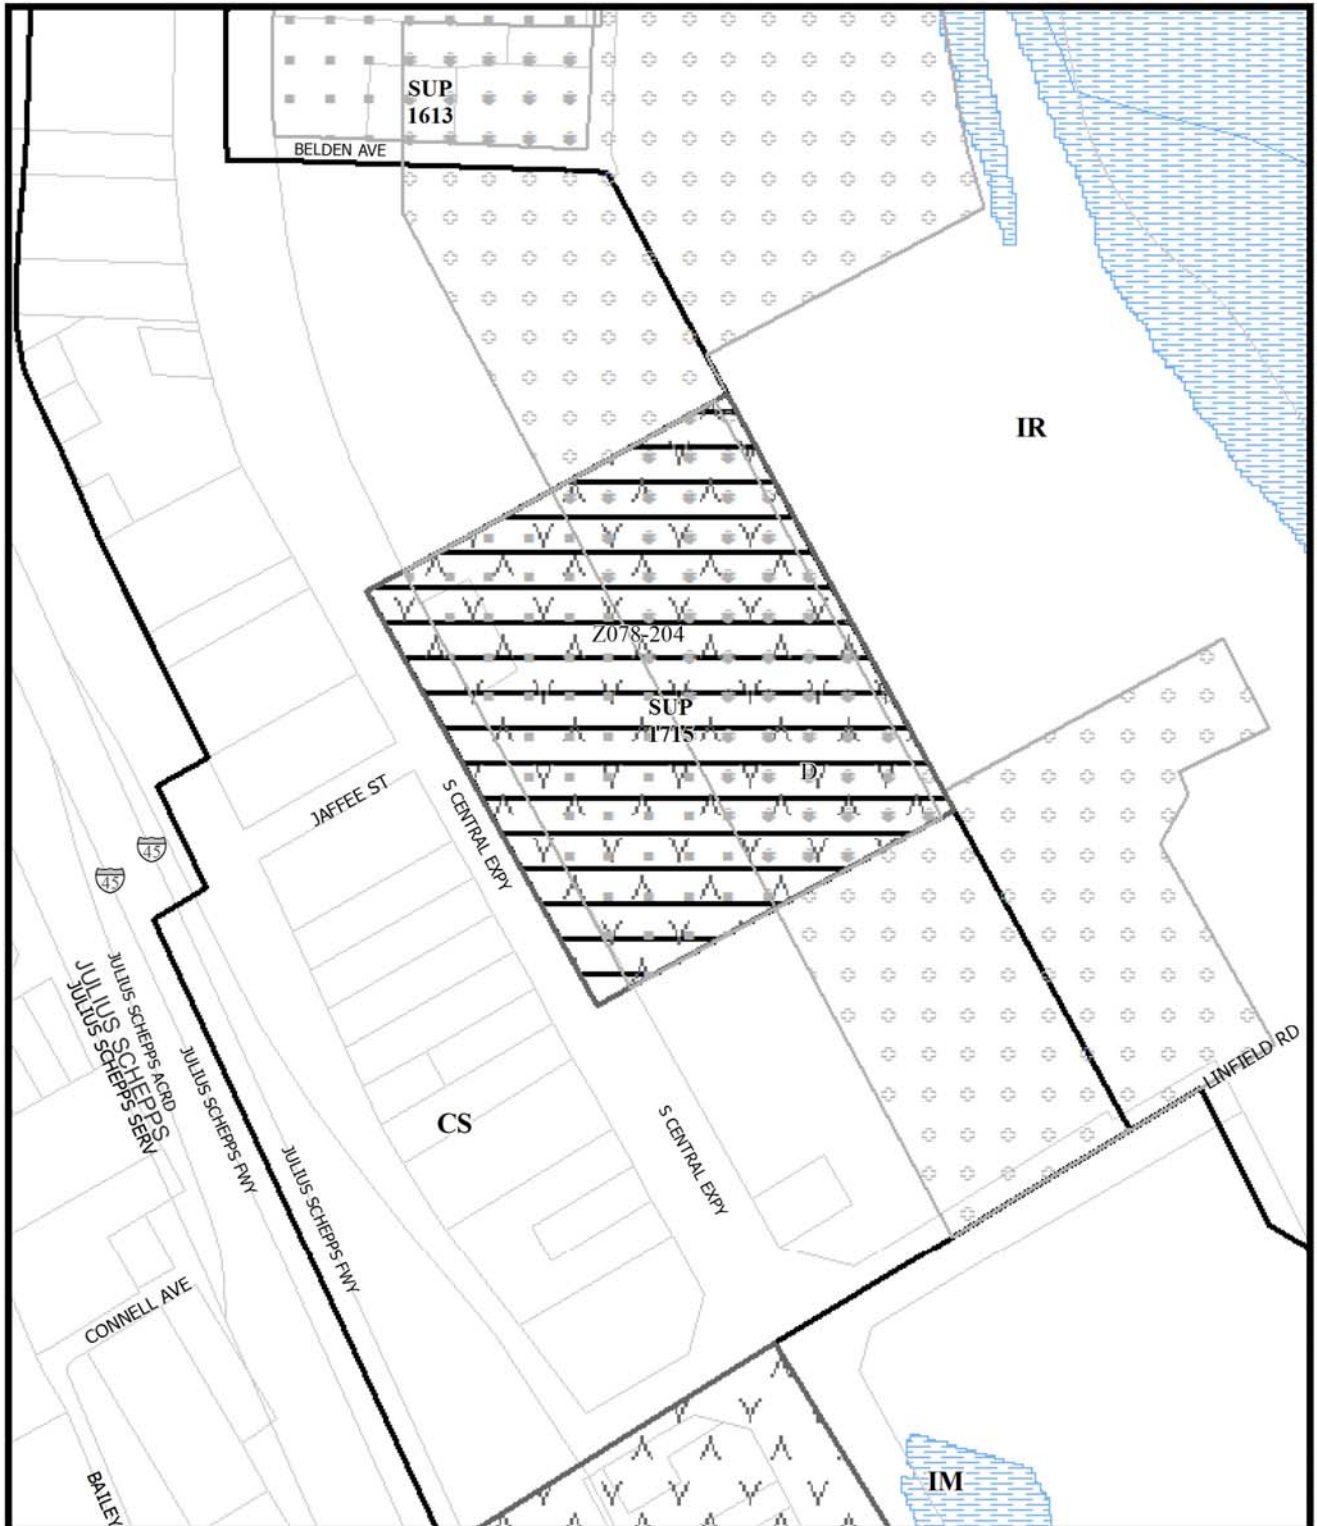 SUP
1613
BELDEN AVE
IR
Z078-204
SUP
1715
D
JAFFEE ST
S CENTRAL EXPY
45
45
JULIUS SCHEPPS ACRD
JULIUS SCHEPPS
JULIUS SCHEPPS SERV
JULIUS SCHEPPS FWY
JULIUS SCHEPPS FWY
LINFIELD RD
CS
S CENTRAL EXPY
CONNELL AVE
BAILEY
IM